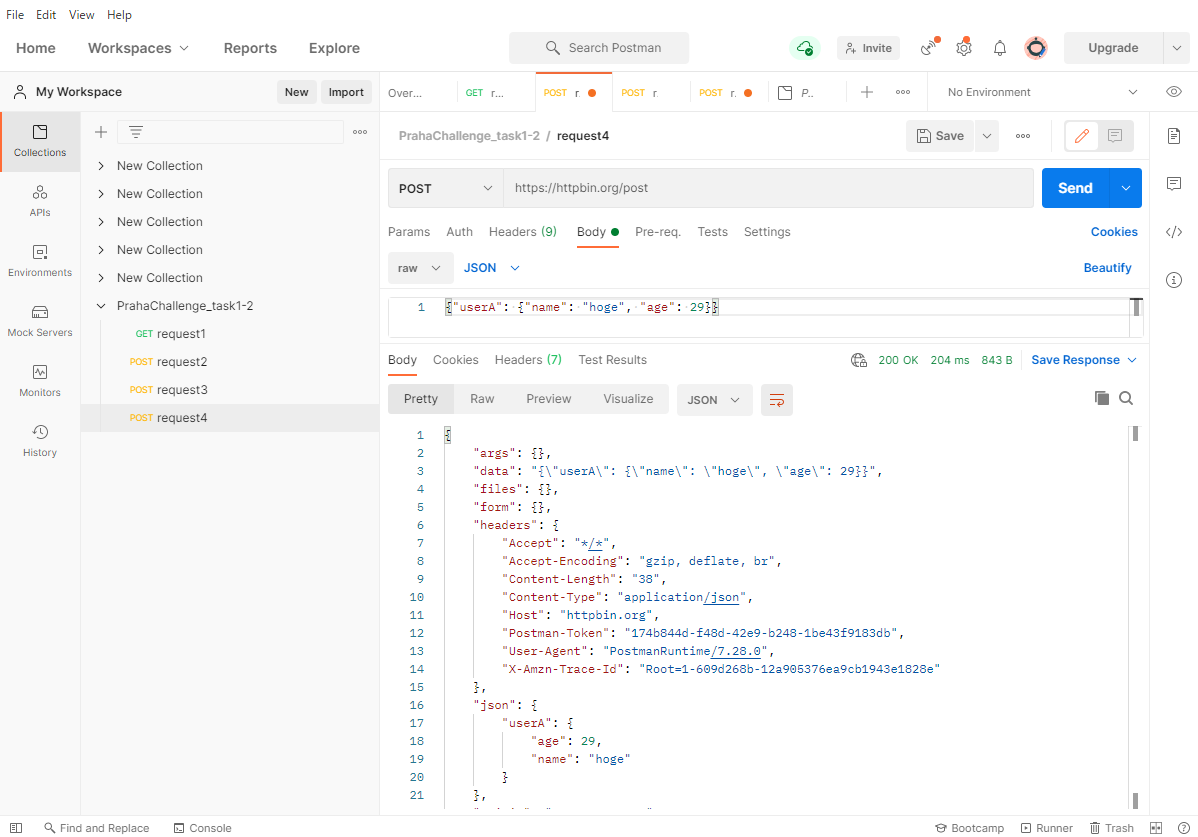 File Edit View Help
Home Workspaces Reports Explore Search Postman Invite Upgrade
My Workspace New Import
Over... GET r... POST r. POST r POST r. P.. No Environment
Collections
APIs
Environments
Mock Servers
Monitors
History
New Collection
New Collection
New Collection
New Collection
New Collection
PrahaChallenge_task1-2
GET request1
POST request2
POST request3
POST request4
PrahaChallenge_task1-2 / request4 Save
POST https://httpbin.org/post Send
Params Auth Headers (9) Body Pre-req. Tests Settings Cookies
raw JSON Beautify
1 {"userA": {"name": "hoge", "age": 29}}
Body Cookies Headers (7) Test Results 200 OK 204 ms 843 B Save Response
Pretty Raw Preview Visualize JSON
1 {
2 "args": {},
3 "data": "{\"userA\": {\"name\": \"hoge\", \"age\": 29}}",
4 "files": {},
5 "form": {},
6 "headers": {
7 "Accept": "*/*",
8 "Accept-Encoding": "gzip, deflate, br",
9 "Content-Length": "38",
10 "Content-Type": "application/json",
11 "Host": "httpbin.org",
12 "Postman-Token": "174b844d-f48d-42e9-b248-1be43f9183db",
13 "User-Agent": "PostmanRuntime/7.28.0",
14 "X-Amzn-Trace-Id": "Root=1-609d268b-12a905376ea9cb1943e1828e"
15 },
16 "json": {
17 "userA": {
18 "age": 29,
19 "name": "hoge"
20 }
21 },
Find and Replace Console Bootcamp Runner Trash